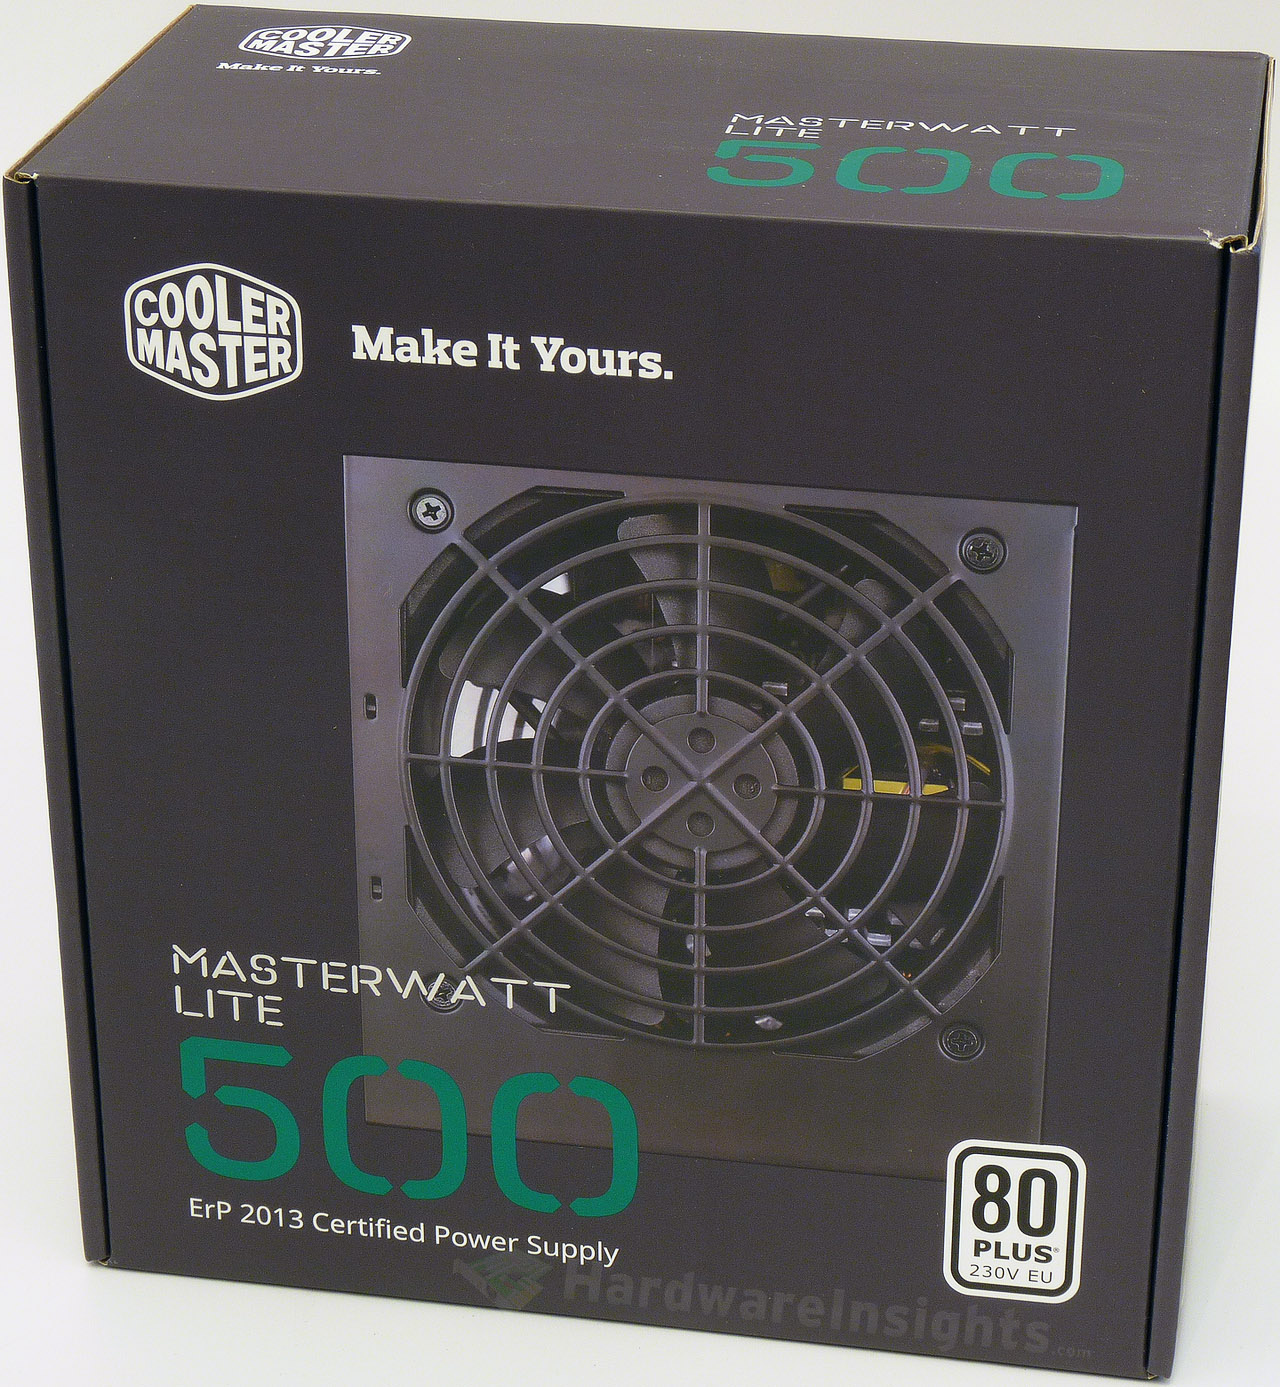 COOLER
MASTER
Make It Yours.
MASTERWATT
LITE
500
COOLER
MASTER
Make It Yours.
MASTERWATT
LITE
500
ErP 2013 Certified Power Supply
80
PLUS®
230V EU
HardwareInsights.com